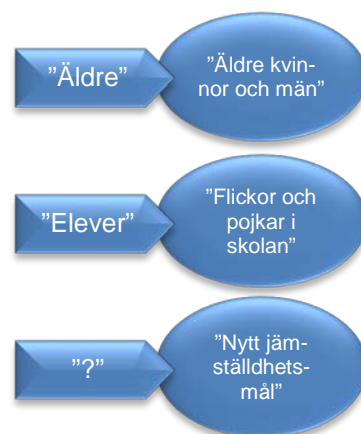 ”Äldre”
”Äldre kvin-
nor och män”
”Elever”
”Flickor och
pojkar i
skolan”
”?”
”Nytt jäm-
ställdhets-
mål”